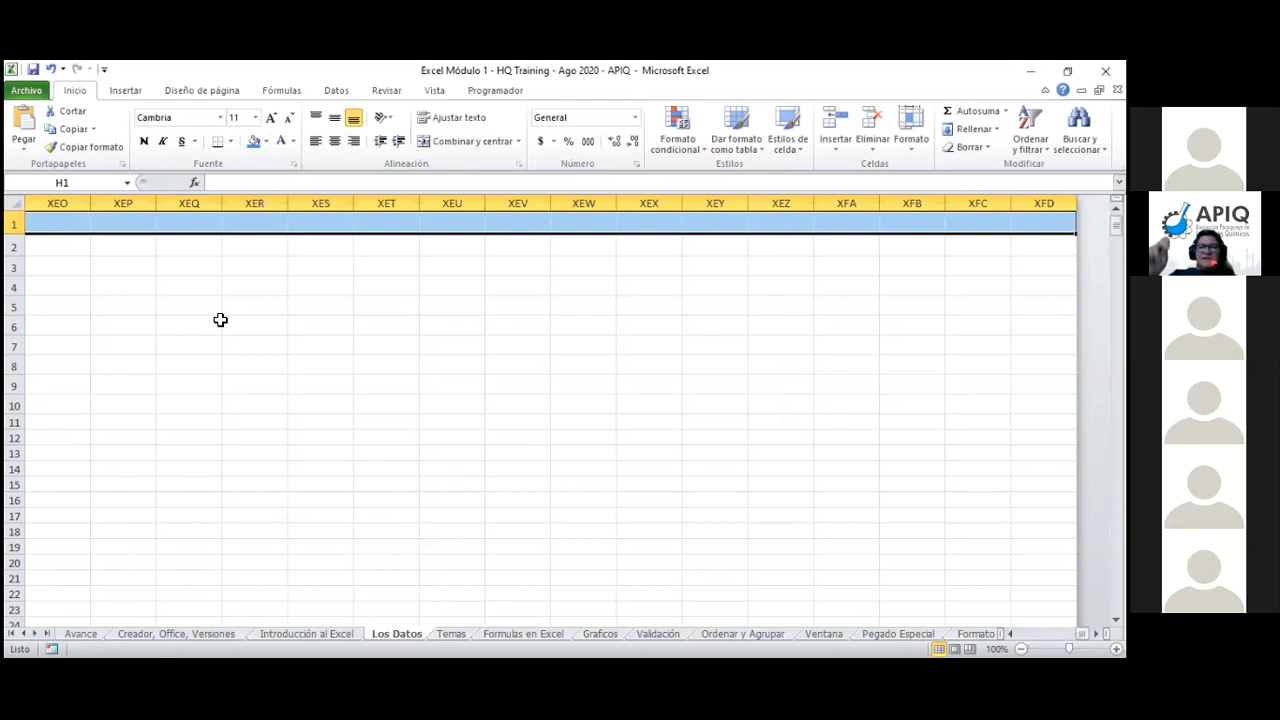 Excel Módulo 1 - HQ Training - Ago 2020 - APIQ - Microsoft Excel
Archivo Inicio Insertar Diseño de página Fórmulas Datos Revisar Vista Programador
Pegar
Cortar
Copiar
Copiar formato
Portapapeles
Cambria 11
N K S
Fuente
Ajustar texto
Combinar y centrar
Alineación
General
$ % 000
Número
Formato condicional
Dar formato como tabla
Estilos de celda
Estilos
Insertar Eliminar Formato
Celdas
Autosuma
Rellenar
Borrar
Ordenar y filtrar
Buscar y seleccionar
Modificar
H1 fx
XEO XEP XEQ XER XES XET XEU XEV XEW XEX XEY XEZ XFA XFB XFC XFD
1
2
3
4
5
6
7
8
9
10
11
12
13
14
15
16
17
18
19
20
21
22
23
24
Avance Creador, Office, Versiones Introducción al Excel Los Datos Temas Formulas en Excel Graficos Validación Ordenar y Agrupar Ventana Pegado Especial Formato
Listo 100%
APIQ